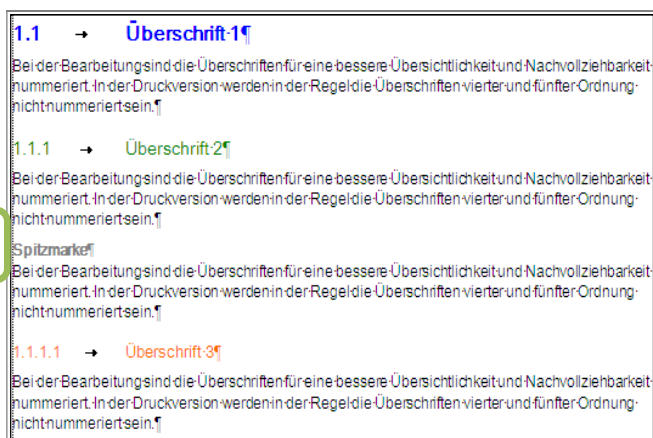 1.1 → Überschrift·1¶
Bei·der·Bearbeitung·sind·die·Überschriften·für·eine·bessere·Übersichtlichkeit·und·Nachvollziehbarkeit·
nummeriert.·In·der·Druckversion·werden·in·der·Regel·die·Überschriften·vierter·und·fünfter·Ordnung·
nicht·nummeriert·sein.¶
1.1.1 → Überschrift·2¶
Bei·der·Bearbeitung·sind·die·Überschriften·für·eine·bessere·Übersichtlichkeit·und·Nachvollziehbarkeit·
nummeriert.·In·der·Druckversion·werden·in·der·Regel·die·Überschriften·vierter·und·fünfter·Ordnung·
nicht·nummeriert·sein.¶
Spitzmarke¶
Bei·der·Bearbeitung·sind·die·Überschriften·für·eine·bessere·Übersichtlichkeit·und·Nachvollziehbarkeit·
nummeriert.·In·der·Druckversion·werden·in·der·Regel·die·Überschriften·vierter·und·fünfter·Ordnung·
nicht·nummeriert·sein.¶
1.1.1.1 → Überschrift·3¶
Bei·der·Bearbeitung·sind·die·Überschriften·für·eine·bessere·Übersichtlichkeit·und·Nachvollziehbarkeit·
nummeriert.·In·der·Druckversion·werden·in·der·Regel·die·Überschriften·vierter·und·fünfter·Ordnung·
nicht·nummeriert·sein.¶